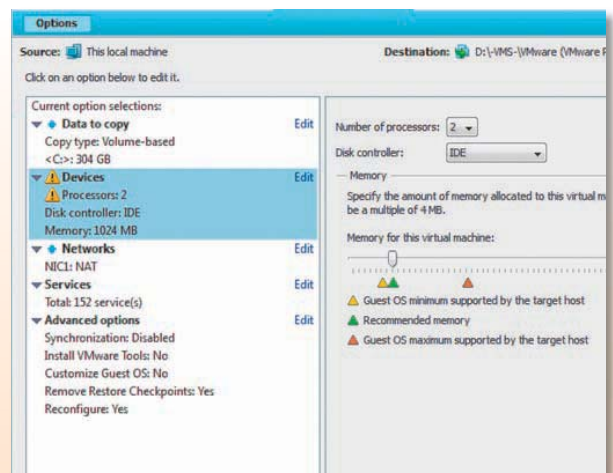 Options
Source: This local machine
Destination: D:\-VMS-\VMware (VMware
Click on an option below to edit it.
Current option selections:
Data to copy Edit
Copy type: Volume-based
<C:>: 304 GB
Devices Edit
Processors: 2
Disk controller: IDE
Memory: 1024 MB
Networks Edit
NIC1: NAT
Services Edit
Total: 152 service(s)
Advanced options Edit
Synchronization: Disabled
Install VMware Tools: No
Customize Guest OS: No
Remove Restore Checkpoints: Yes
Reconfigure: Yes
Number of processors: 2
Disk controller: IDE
Memory
Specify the amount of memory allocated to this virtual
be a multiple of 4 MB.
Memory for this virtual machine:
Guest OS minimum supported by the target host
Recommended memory
Guest OS maximum supported by the target host